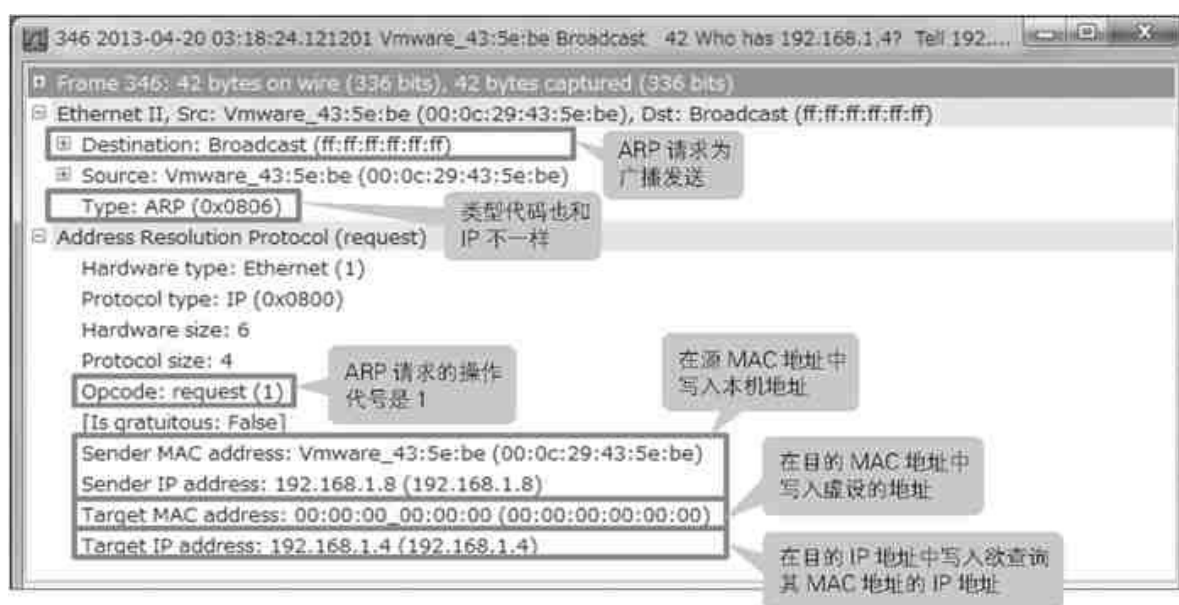 346 2013-04-20 03:18:24.121201 Vmware_43:5e:be Broadcast 42 Who has 192.168.1.4? Tell 192....
Frame 346: 42 bytes on wire (336 bits), 42 bytes captured (336 bits)
Ethernet II, Src: Vmware_43:5e:be (00:0c:29:43:5e:be), Dst: Broadcast (ff:ff:ff:ff:ff:ff)
Destination: Broadcast (ff:ff:ff:ff:ff:ff)
ARP 请求为
广播发送
Source: Vmware_43:5e:be (00:0c:29:43:5e:be)
Type: ARP (0x0806)
类型代码也和
IP 不一样
Address Resolution Protocol (request)
Hardware type: Ethernet (1)
Protocol type: IP (0x0800)
Hardware size: 6
Protocol size: 4
Opcode: request (1)
ARP 请求的操作
代号是 1
[Is gratuitous: False]
在源 MAC 地址中
写入本机地址
Sender MAC address: Vmware_43:5e:be (00:0c:29:43:5e:be)
Sender IP address: 192.168.1.8 (192.168.1.8)
Target MAC address: 00:00:00_00:00:00 (00:00:00:00:00:00)
在目的 MAC 地址中
写入虚设的地址
Target IP address: 192.168.1.4 (192.168.1.4)
在目的 IP 地址中写入欲查询
其 MAC 地址的 IP 地址